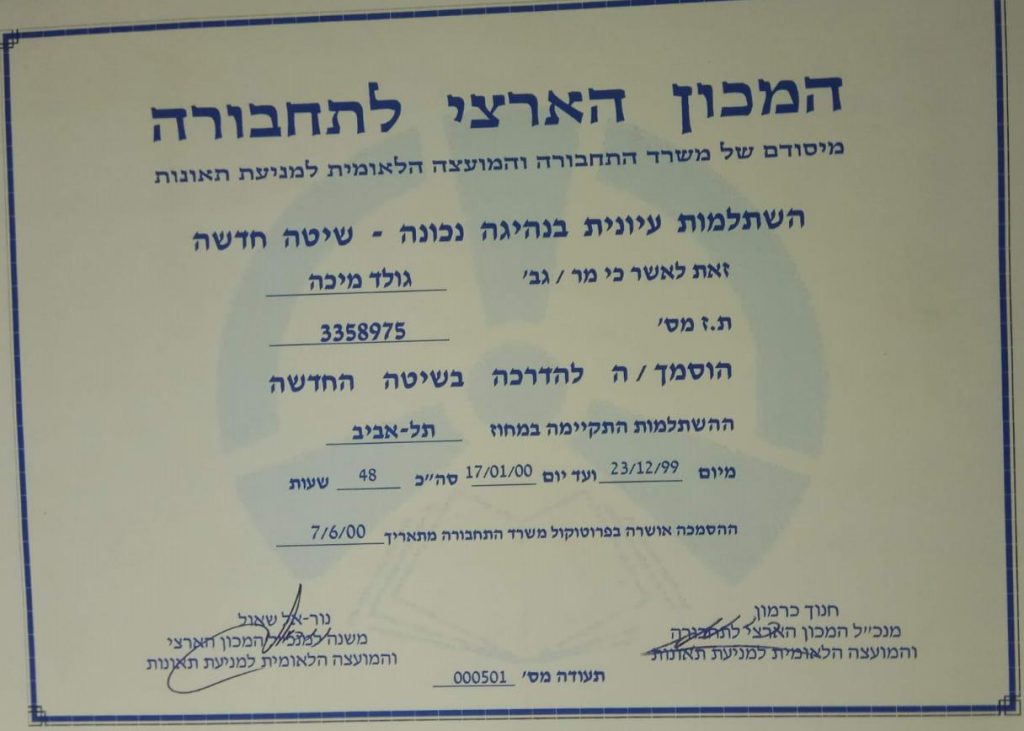 המכון הארצי לתחבורה
מיסודם של משרד התחבורה והמועצה הלאומית למניעת תאונות
השתלמות עיונית בנהיגה נכונה - שיטה חדשה
זאת לאשר כי מר / גב' גולד מיכה
ת.ז מס' 3358975
הוסמך / ה להדרכה בשיטה החדשה
ההשתלמות התקיימה במחוז תל-אביב
מיום 23/12/99 ועד יום 17/01/00 סה"כ 48 שעות
ההסמכה אושרה בפרוטוקול משרד התחבורה מתאריך 7/6/00
חנוך כרמון
מנכ"ל המכון הארצי לתחבורה
והמועצה הלאומית למניעת תאונות
נור-אל שאול
משנה למנכ"ל המכון הארצי
והמועצה הלאומית למניעת תאונות
תעודה מס' 000501